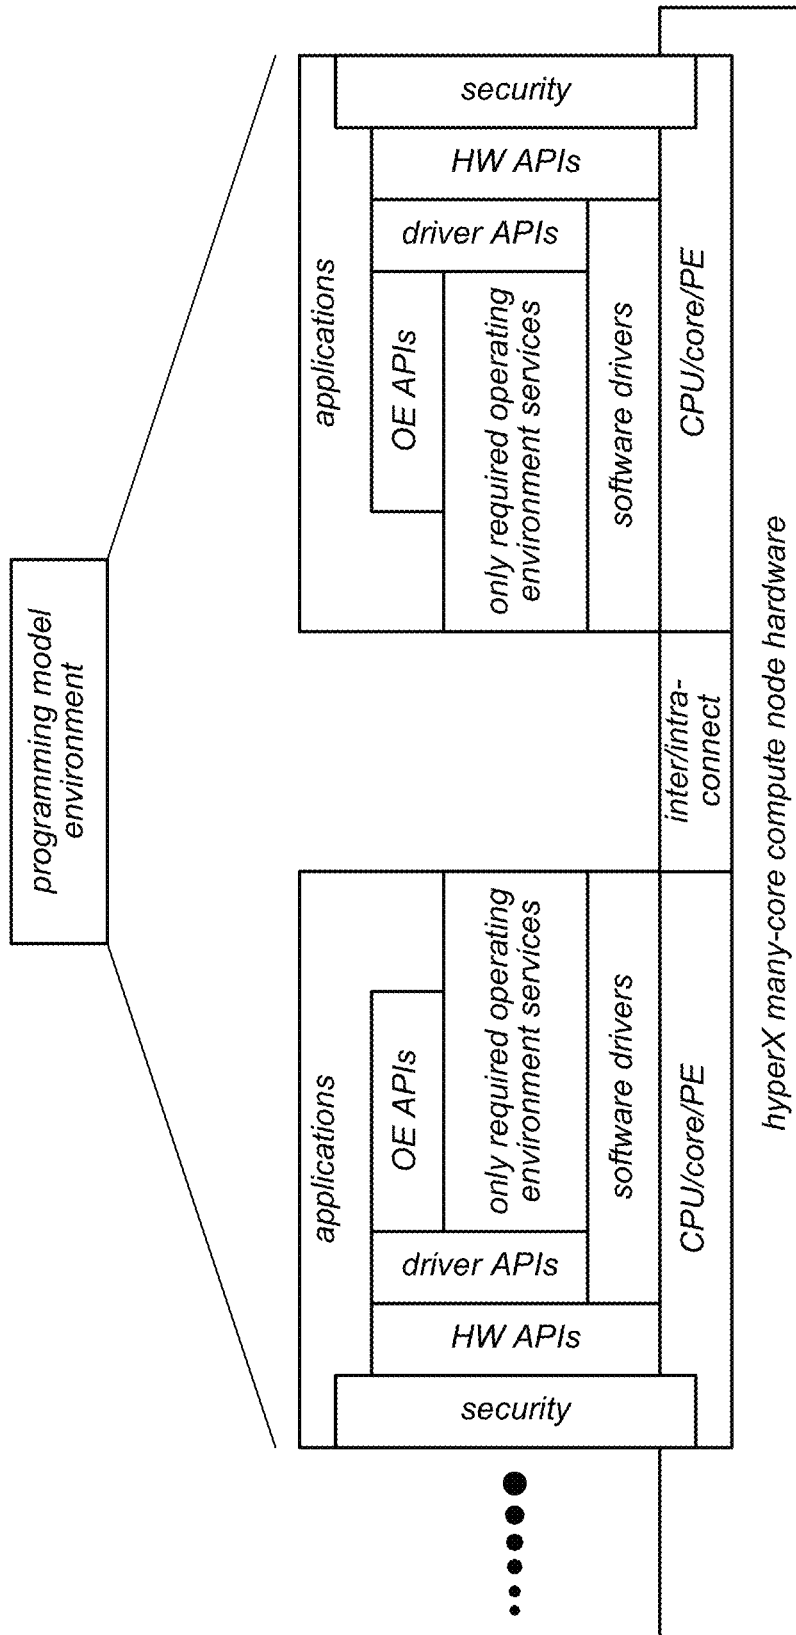 programming model
environment
applications
OE APIs
only required operating
environment services
driver APIs
software drivers
HW APIs
security
CPU/core/PE
inter/intra-
connect
applications
OE APIs
only required operating
environment services
driver APIs
software drivers
HW APIs
security
CPU/core/PE
hyperX many-core compute node hardware